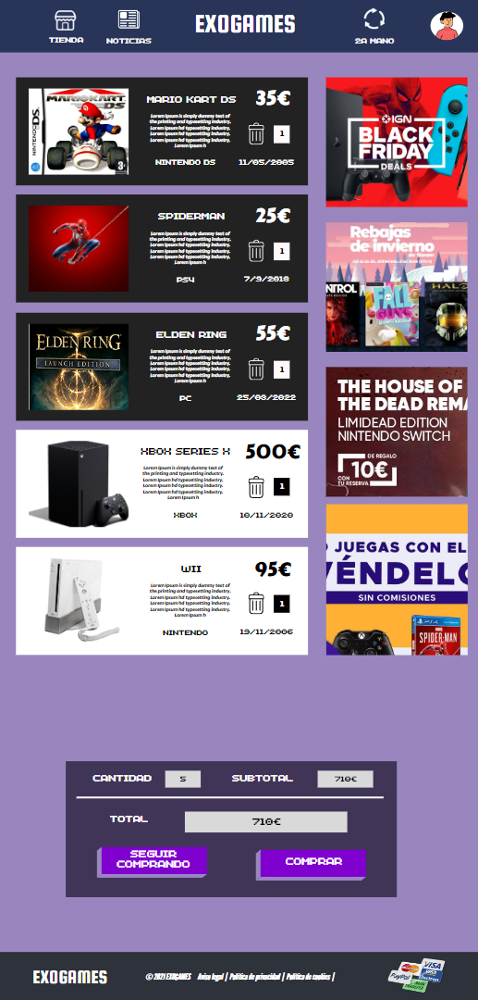 TIENDA
NOTICIAS
EXOGAMES
2A MANO
MARIOKART
DS
NINTENDO DS
3+
MARIO KART DS
35€
Lorem Ipsum is simply dummy text of
the printing and typesetting industry.
Lorem Ipsum hd typesetting industry.
Lorem Ipsum hd typesetting industry.
Lorem Ipsum hd typesetting industry.
Lorem Ipsum h
1
NINTENDO DS
11/05/2005
SPIDERMAN
25€
Lorem Ipsum is simply dummy text of
the printing and typesetting industry.
Lorem Ipsum hd typesetting industry.
Lorem Ipsum hd typesetting industry.
Lorem Ipsum hd typesetting industry.
Lorem Ipsum h
1
PS4
7/9/2018
ELDEN RING
LAUNCH EDITION
ELDEN RING
55€
Lorem Ipsum is simply dummy text of
the printing and typesetting industry.
Lorem Ipsum hd typesetting industry.
Lorem Ipsum hd typesetting industry.
Lorem Ipsum hd typesetting industry.
Lorem Ipsum h
1
PC
25/08/2022
XBOX SERIES X
500€
Lorem Ipsum is simply dummy text of
the printing and typesetting industry.
Lorem Ipsum hd typesetting industry.
Lorem Ipsum hd typesetting industry.
Lorem Ipsum hd typesetting industry.
Lorem Ipsum h
1
XBOX
10/11/2020
WII
95€
Lorem Ipsum is simply dummy text of
the printing and typesetting industry.
Lorem Ipsum hd typesetting industry.
Lorem Ipsum hd typesetting industry.
Lorem Ipsum hd typesetting industry.
Lorem Ipsum h
1
NINTENDO
19/11/2006
IGN
BLACK
FRIDAY
DEALS
Rebajas
de invierno
de Steam
NTROL
FALL
GUYS
HALO
THE HOUSE OF
THE DEAD REMA
LIMIDEAD EDITION
NINTENDO SWITCH
DE REGALO
10€
CON
TU RESERVA
JUEGAS CON EL
VÉNDELO
SIN COMISIONES
PS4
MARVEL
SPIDER-MAN
CANTIDAD
5
SUBTOTAL
710€
TOTAL
710€
SEGUIR
COMPRANDO
COMPRAR
EXOGAMES
© 2021 EXOGAMES Aviso legal | Política de privacidad | Política de cookies |
MasterCard
VISA
PayPal
VISA
Electron